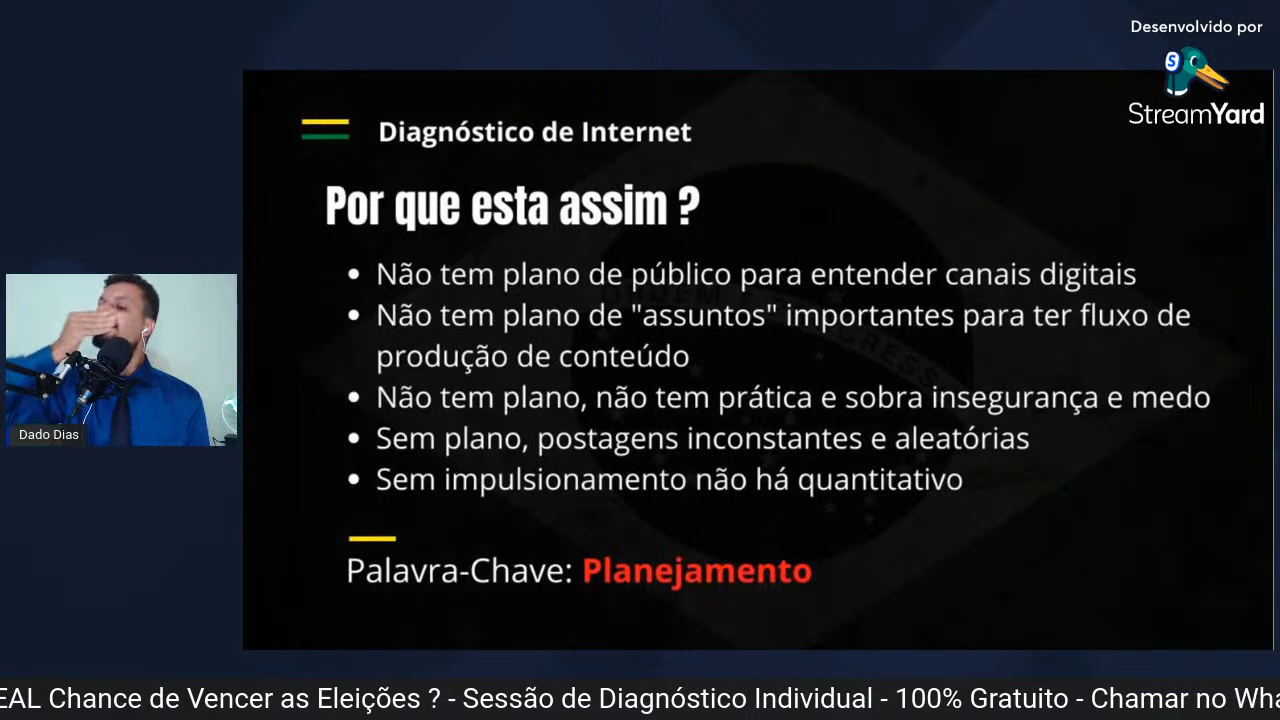 Desenvolvido por
StreamYard
Diagnóstico de Internet
Por que esta assim ?
• Não tem plano de público para entender canais digitais
• Não tem plano de "assuntos" importantes para ter fluxo de
produção de conteúdo
• Não tem plano, não tem prática e sobra insegurança e medo
• Sem plano, postagens inconstantes e aleatórias
• Sem impulsionamento não há quantitativo
Palavra-Chave: Planejamento
Dado Dias
EAL Chance de Vencer as Eleições ? - Sessão de Diagnóstico Individual - 100% Gratuito - Chamar no Wha